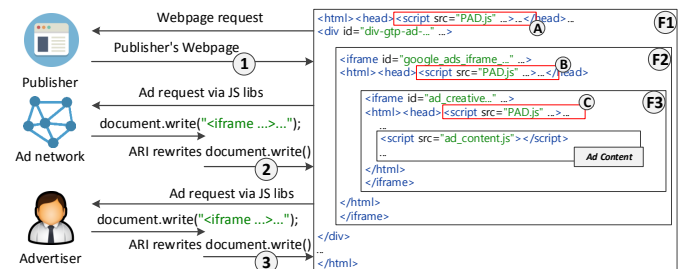 Webpage request
Publisher's Webpage
1
Publisher
Ad request via JS libs
document.write("<iframe ...>...");
Ad network
ARI rewrites document.write()
2
Ad request via JS libs
document.write("<iframe ...>...");
Advertiser
ARI rewrites document.write()
3
<html><head><script src="PAD.js" ...>...</head>...
A
F1
<div id="div-gtp-ad-..." ...>
<iframe id="google_ads_iframe_..." ...>
B
F2
<html><head><script src="PAD.js" ...>...</head>
<iframe id="ad_creative..." ...>
C
F3
<html><head><script src="PAD.js" ...>...
...
<script src="ad_content.js"></script>
...
Ad Content
</html>
</iframe>
</html>
</iframe>
</div>
...
</html>